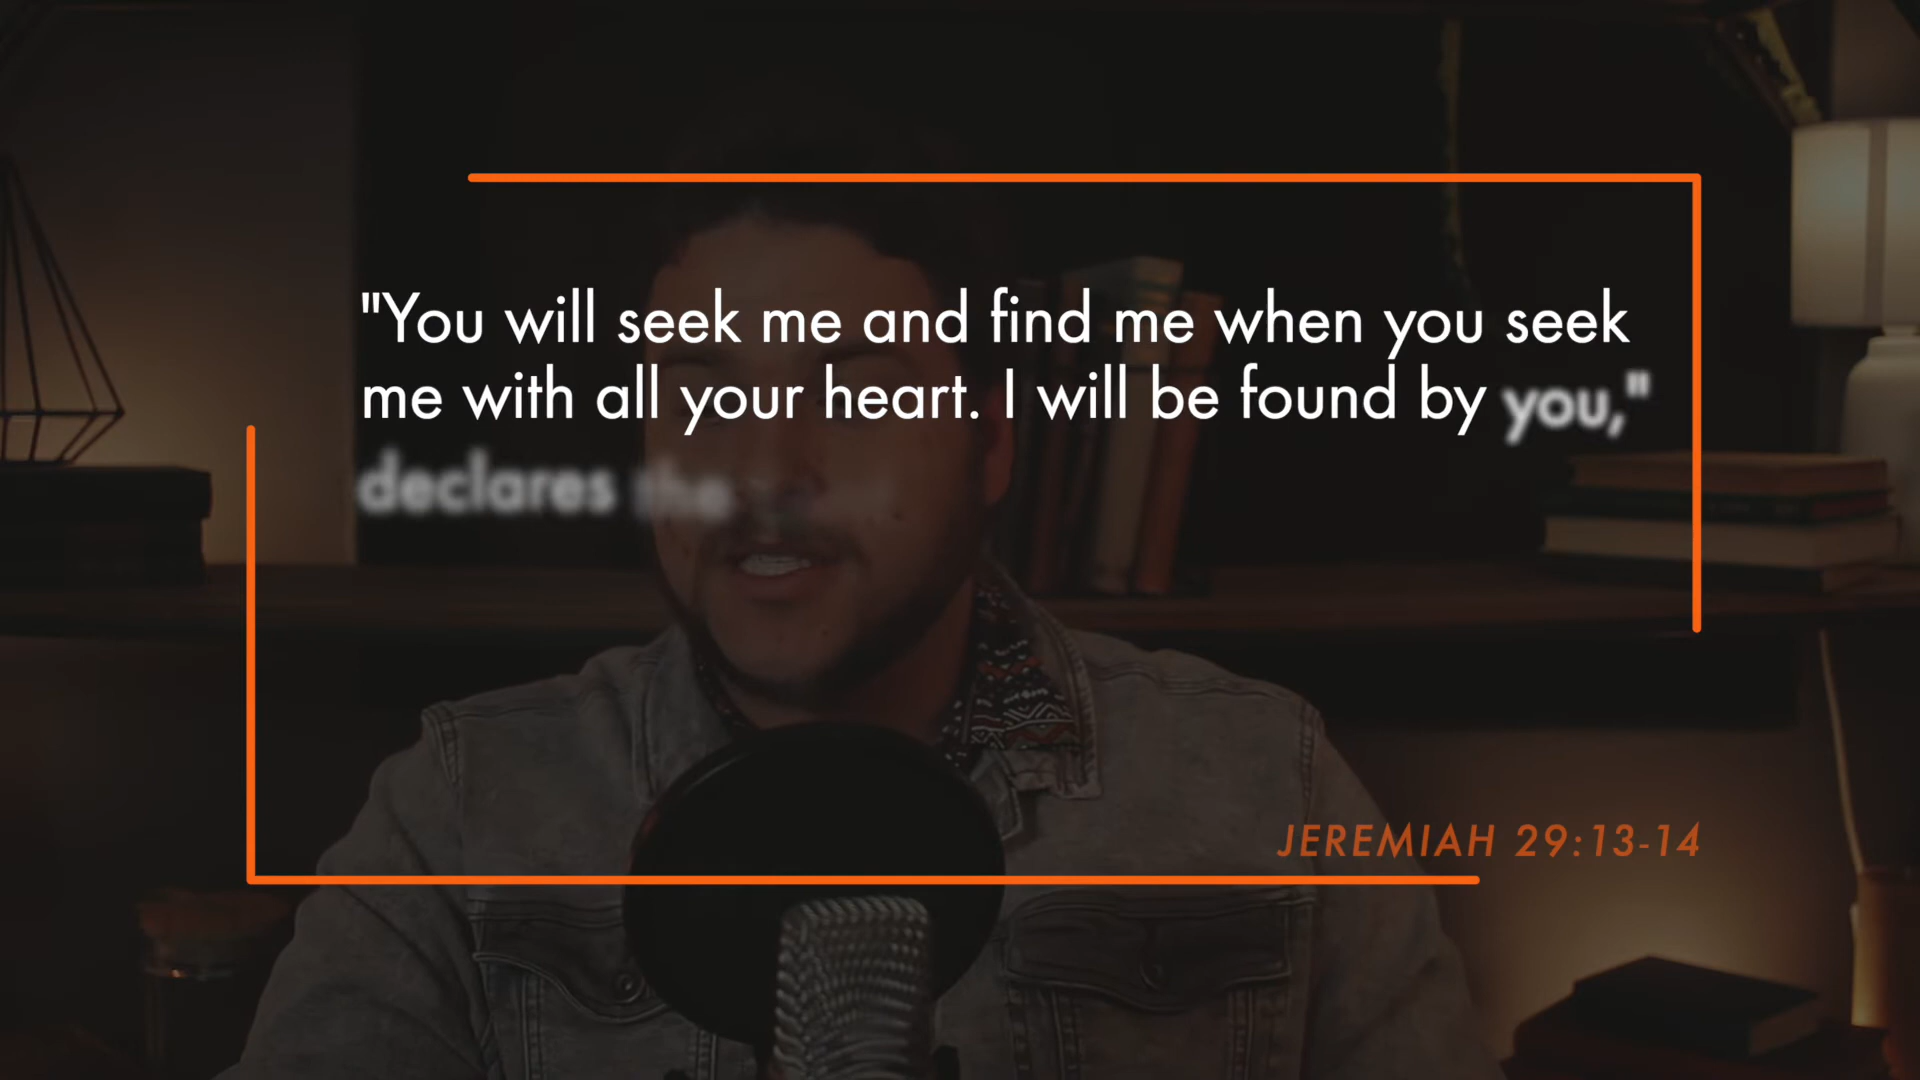 "You will seek me and find me when you seek
me with all your heart. I will be found by you,"
declares the
JEREMIAH 29:13-14